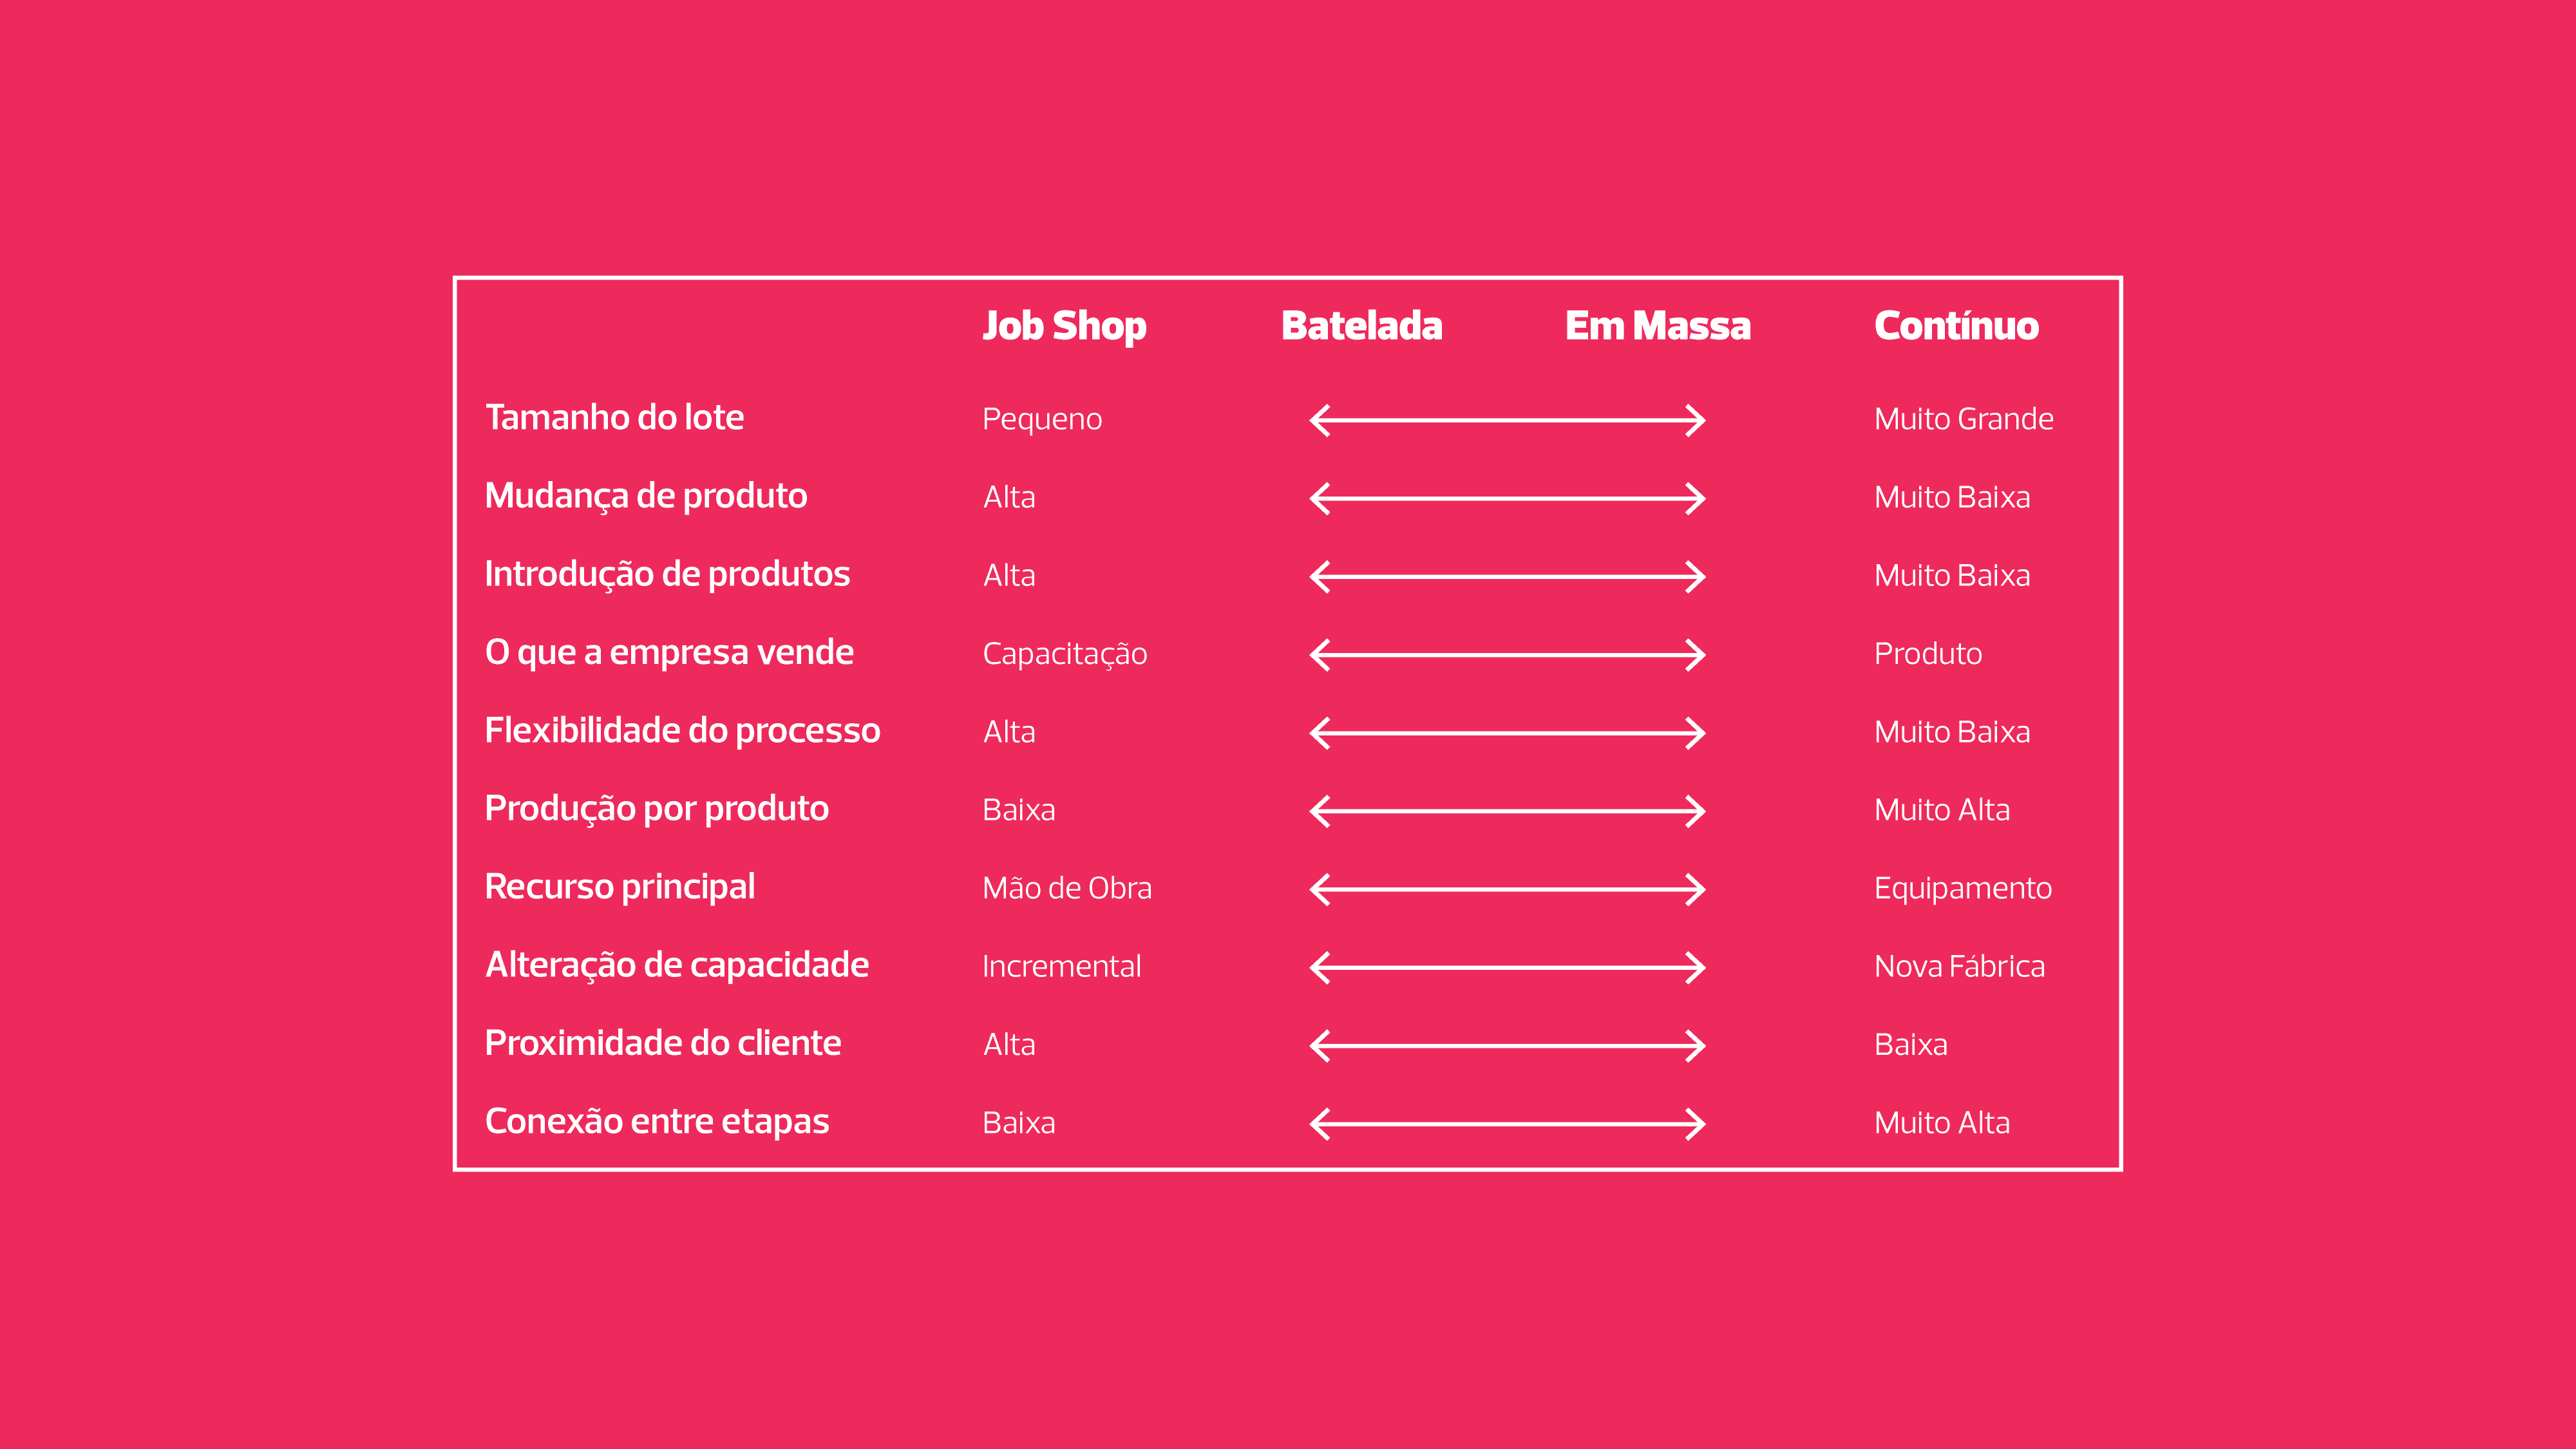 Job Shop Batelada Em Massa Contínuo
Tamanho do lote Pequeno Muito Grande
Mudança de produto Alta Muito Baixa
Introdução de produtos Alta Muito Baixa
O que a empresa vende Capacitação Produto
Flexibilidade do processo Alta Muito Baixa
Produção por produto Baixa Muito Alta
Recurso principal Mão de Obra Equipamento
Alteração de capacidade Incremental Nova Fábrica
Proximidade do cliente Alta Baixa
Conexão entre etapas Baixa Muito Alta